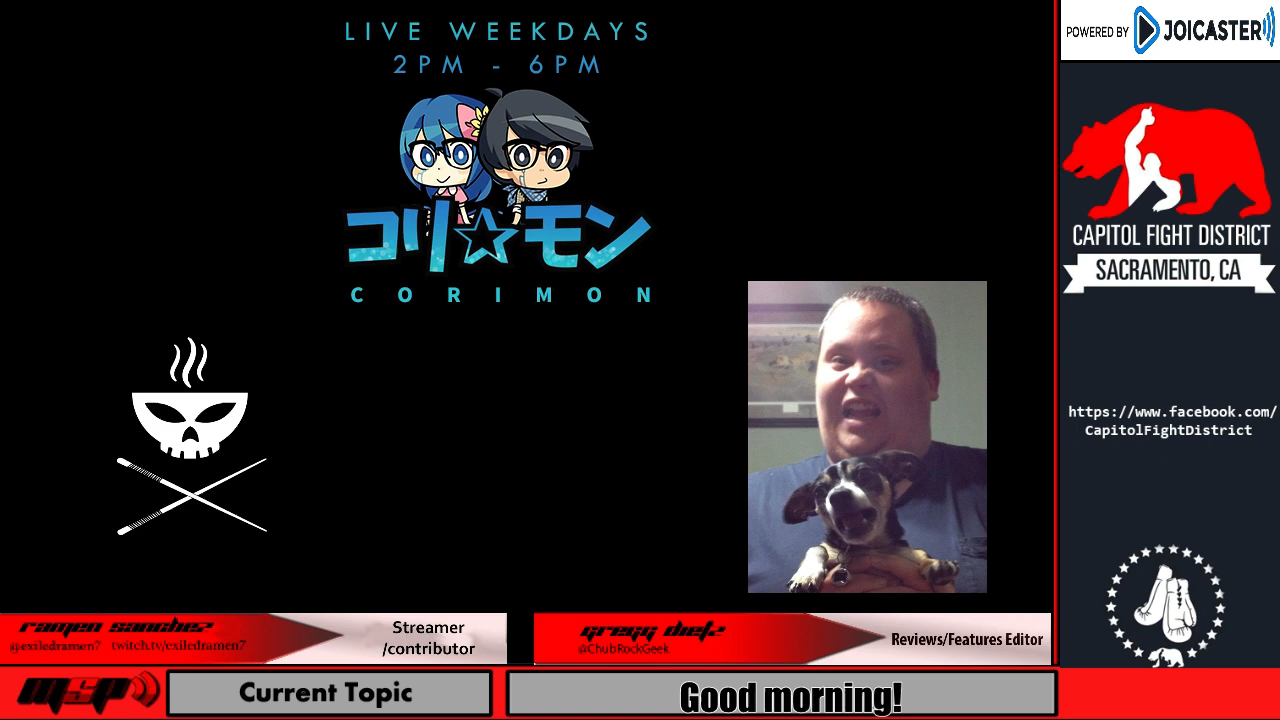 LIVE WEEKDAYS
2PM - 6PM
コリ☆モン
CORIMON
POWERED BY JOICASTER
CAPITOL FIGHT DISTRICT
SACRAMENTO, CA
https://www.facebook.com/
CapitolFightDistrict
Ramen Sanchez
@exiledramen7 twitch.tv/exiledramen7
Streamer
/contributor
Gregg Dietz
@ChubRockGeek
Reviews/Features Editor
MSP
Current Topic
Good morning!